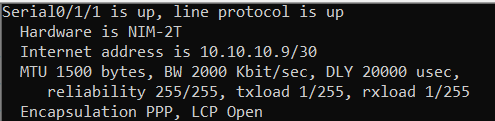 Serial0/1/1 is up, line protocol is up
Hardware is NIM-2T
Internet address is 10.10.10.9/30
MTU 1500 bytes, BW 2000 Kbit/sec, DLY 20000 usec,
reliability 255/255, txload 1/255, rxload 1/255
Encapsulation PPP, LCP Open